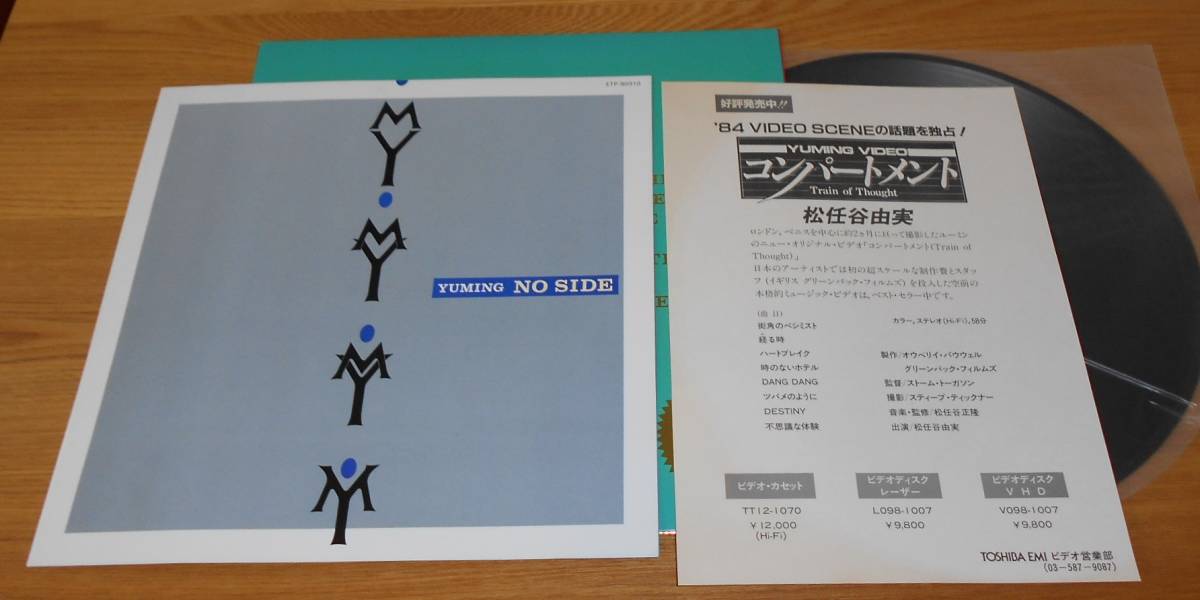 ETP-90310
YUMING NO SIDE
好評発売中!!
'84 VIDEO SCENEの話題を独占!
YUMING VIDEO
コンパートメント
Train of Thought
松任谷由実
ロンドン、ベニスを中心に約2ヵ月に亘って撮影したユーミン
のニュー・オリジナル・ビデオ「コンパートメント(Train of
Thought)」
日本のアーティストでは初の超スケールな制作費とスタッ
フ(イギリス グリーンバック・フィルムズ)を投入した空前の
本格的ミュージック・ビデオは、ベスト・セラー中です。
(曲目)
カラー、ステレオ(Hi-Fi)、58分
街角のペシミスト
経る時
ハートブレイク
製作/オウベリイ・パウウェル
時のないホテル
グリーンバック・フィルムズ
DANG DANG
監督/ストーム・トーガソン
ツバメのように
撮影/スティーブ・ティックナー
DESTINY
音楽・監修/松任谷正隆
不思議な体験
出演/松任谷由実
ビデオ・カセット
TT12-1070
¥12,000
(Hi-Fi)
ビデオディスク
レーザー
L098-1007
¥9,800
ビデオディスク
VHD
V098-1007
¥9,800
TOSHIBA EMI ビデオ営業部
(03-587-9087)